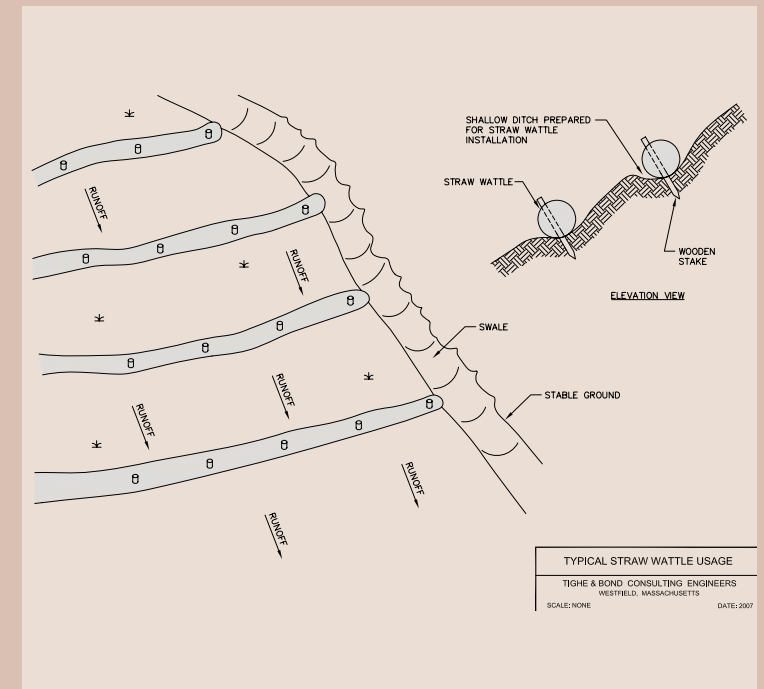 SHALLOW DITCH PREPARED
FOR STRAW WATTLE
INSTALLATION
STRAW WATTLE
WOODEN
STAKE
ELEVATION VIEW
RUNOFF
RUNOFF
SWALE
RUNOFF
STABLE GROUND
RUNOFF
RUNOFF
RUNOFF
TYPICAL STRAW WATTLE USAGE
TIGHE & BOND CONSULTING ENGINEERS
WESTFIELD, MASSACHUSETTS
SCALE: NONE DATE: 2007